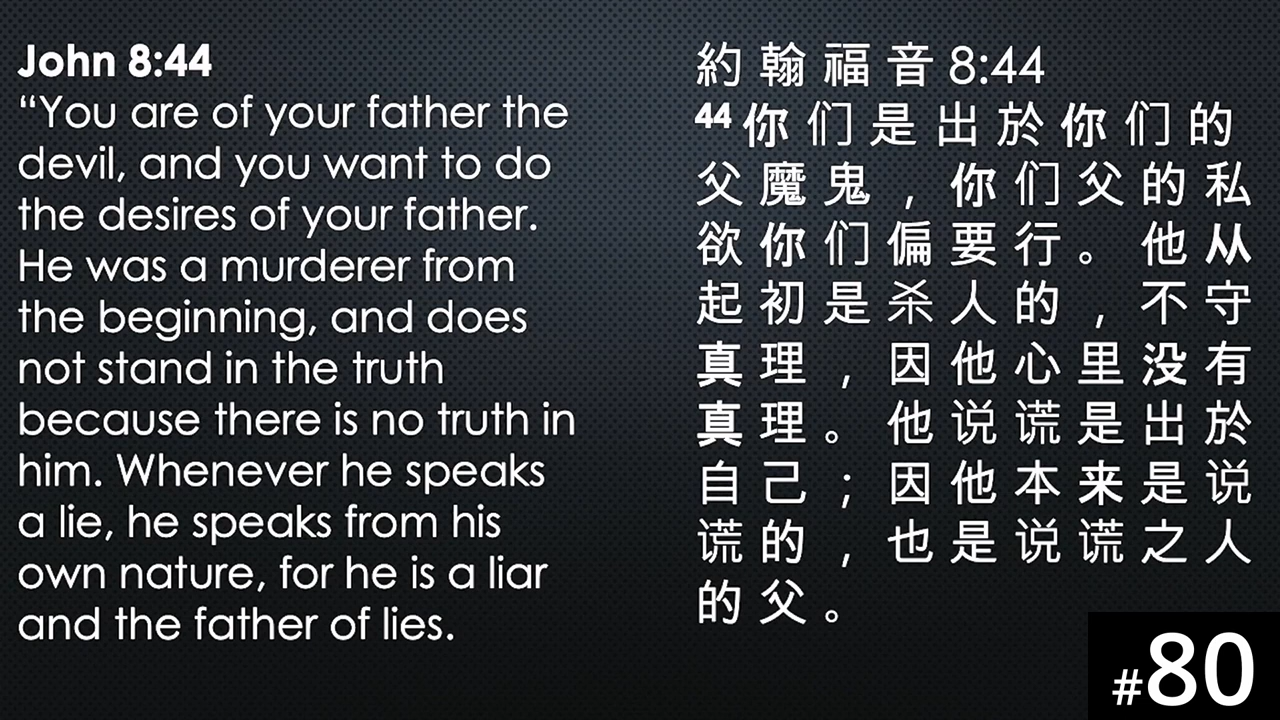 John 8:44
“You are of your father the
devil, and you want to do
the desires of your father.
He was a murderer from
the beginning, and does
not stand in the truth
because there is no truth in
him. Whenever he speaks
a lie, he speaks from his
own nature, for he is a liar
and the father of lies.
約翰福音8:44
44你们是出於你们的
父魔鬼，你们父的私
欲你们偏要行。他从
起初是杀人的，不守
真理，因他心里没有
真理。他说谎是出於
自己；因他本来是说
谎的，也是说谎之人
的父。
#80